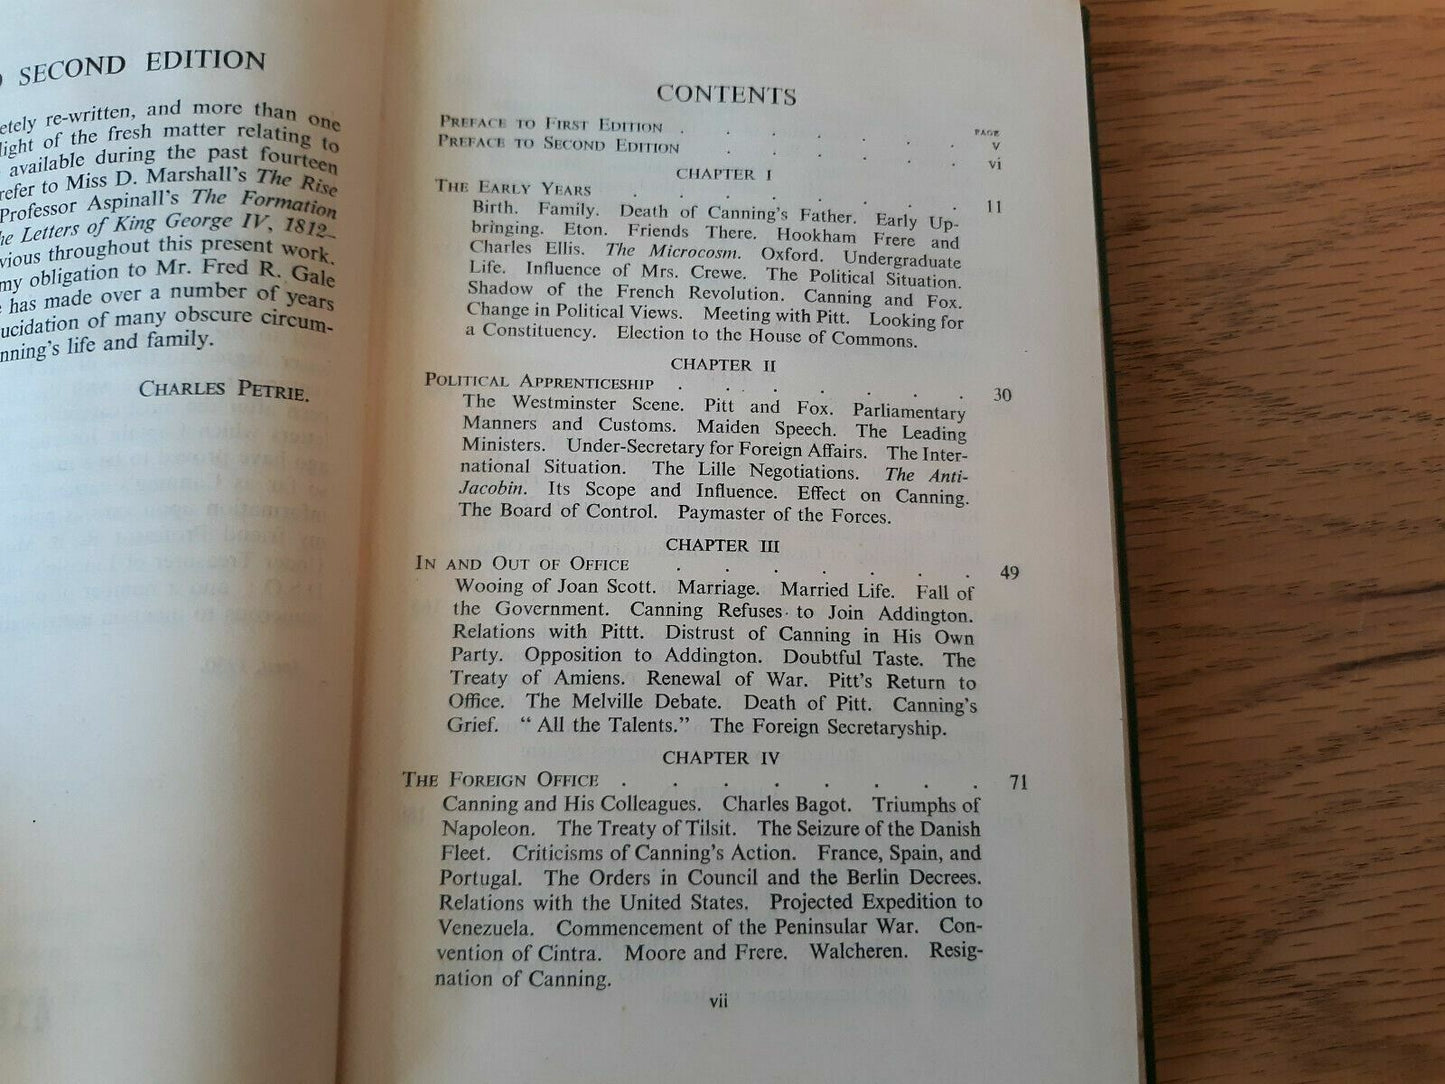 SECOND EDITION
etely re-written, and more than one
light of the fresh matter relating to
available during the past fourteen
refer to Miss D. Marshall's The Rise
Professor Aspinall's The Formation
he Letters of King George IV, 1812–
vious throughout this present work.
my obligation to Mr. Fred R. Gale
has made over a number of years
ucidation of many obscure circum-
nning's life and family.
CHARLES PETRIE.
CONTENTS
PAGE
PREFACE TO FIRST EDITION . . . . . . . v
PREFACE TO SECOND EDITION . . . . . . vi
CHAPTER I
THE EARLY YEARS . . . . . . . . 11
Birth. Family. Death of Canning's Father. Early Up-
bringing. Eton. Friends There. Hookham Frere and
Charles Ellis. The Microcosm. Oxford. Undergraduate
Life. Influence of Mrs. Crewe. The Political Situation.
Shadow of the French Revolution. Canning and Fox.
Change in Political Views. Meeting with Pitt. Looking for
a Constituency. Election to the House of Commons.
CHAPTER II
POLITICAL APPRENTICESHIP . . . . . . . 30
The Westminster Scene. Pitt and Fox. Parliamentary
Manners and Customs. Maiden Speech. The Leading
Ministers. Under-Secretary for Foreign Affairs. The Inter-
national Situation. The Lille Negotiations. The Anti-
Jacobin. Its Scope and Influence. Effect on Canning.
The Board of Control. Paymaster of the Forces.
CHAPTER III
IN AND OUT OF OFFICE . . . . . . . 49
Wooing of Joan Scott. Marriage. Married Life. Fall of
the Government. Canning Refuses to Join Addington.
Relations with Pittt. Distrust of Canning in His Own
Party. Opposition to Addington. Doubtful Taste. The
Treaty of Amiens. Renewal of War. Pitt's Return to
Office. The Melville Debate. Death of Pitt. Canning's
Grief. “All the Talents.” The Foreign Secretaryship.
CHAPTER IV
THE FOREIGN OFFICE . . . . . . . . 71
Canning and His Colleagues. Charles Bagot. Triumphs of
Napoleon. The Treaty of Tilsit. The Seizure of the Danish
Fleet. Criticisms of Canning's Action. France, Spain, and
Portugal. The Orders in Council and the Berlin Decrees.
Relations with the United States. Projected Expedition to
Venezuela. Commencement of the Peninsular War. Con-
vention of Cintra. Moore and Frere. Walcheren. Resig-
nation of Canning.
vii